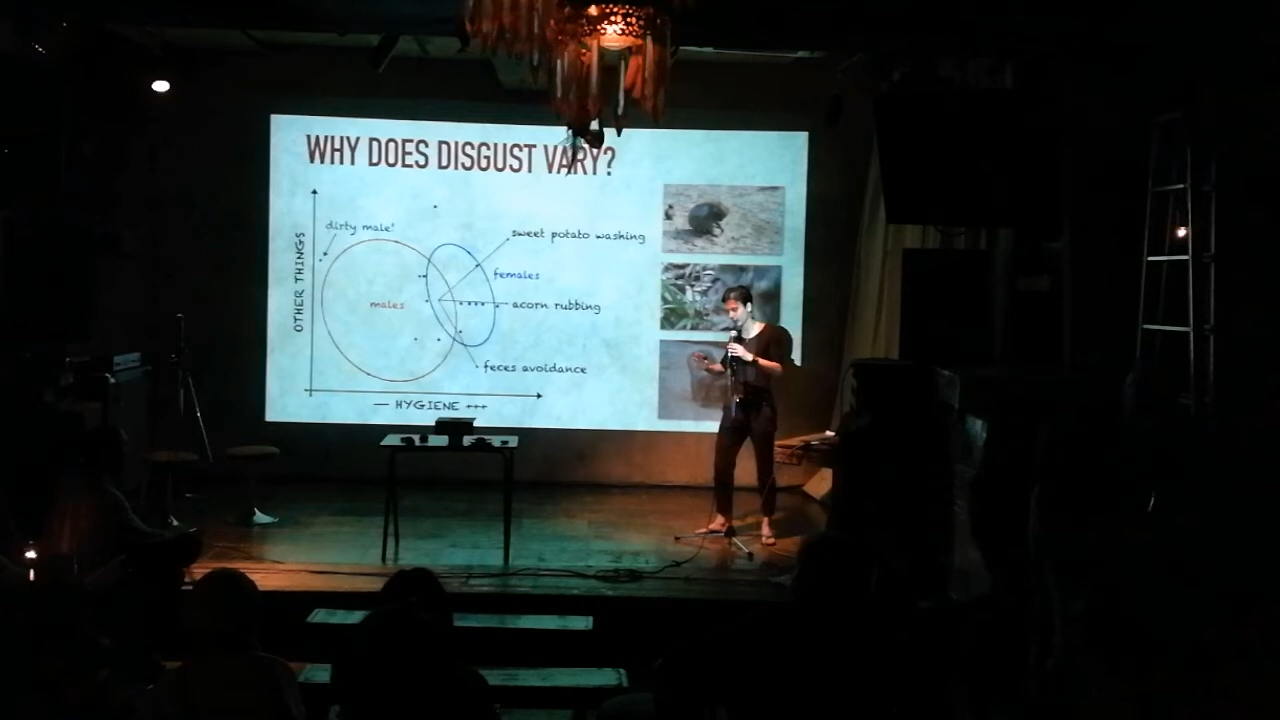 WHY DOES DISGUST VARY?
dirty male!
sweet potato washing
females
males
acorn rubbing
feces avoidance
OTHER THINGS
— HYGIENE +++